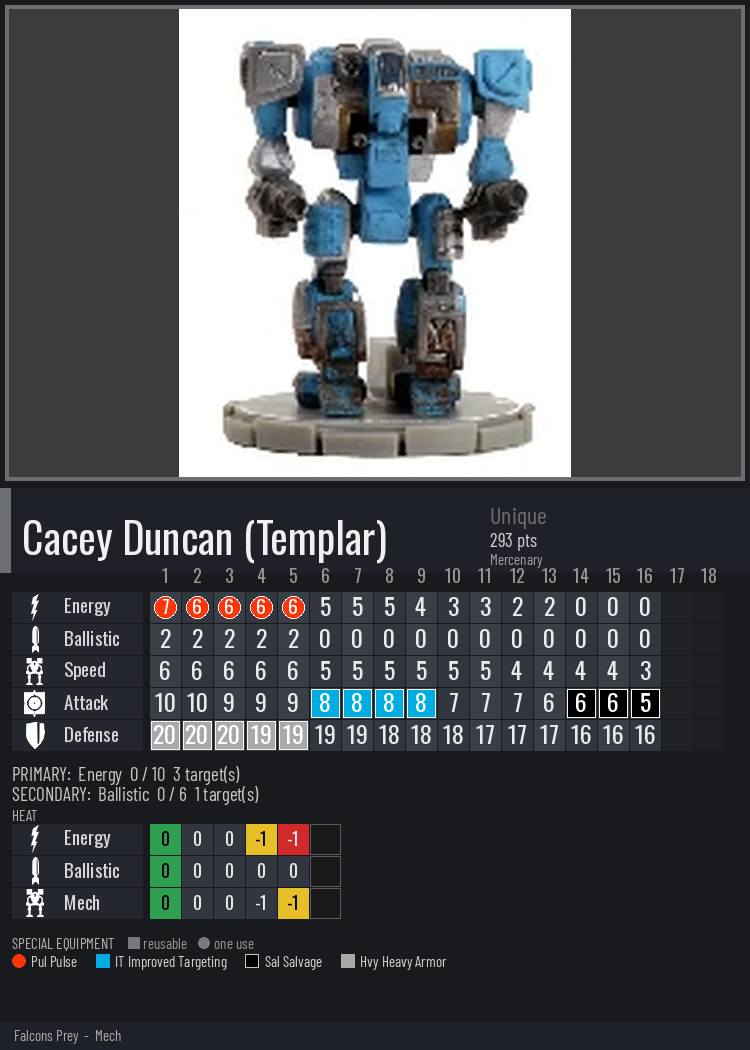 Cacey Duncan (Templar)
Unique
293 pts
Mercenary
1 2 3 4 5 6 7 8 9 10 11 12 13 14 15 16 17 18
Energy 7 6 6 6 6 5 5 5 4 3 3 2 2 0 0 0
Ballistic 2 2 2 2 2 0 0 0 0 0 0 0 0 0 0 0
Speed 6 6 6 6 6 5 5 5 5 5 5 4 4 4 4 3
Attack 10 10 9 9 9 8 8 8 8 7 7 7 6 6 6 5
Defense 20 20 20 19 19 19 19 18 18 18 17 17 17 16 16 16
PRIMARY: Energy 0 / 10 3 target(s)
SECONDARY: Ballistic 0 / 6 1 target(s)
HEAT
Energy 0 0 0 -1 -1
Ballistic 0 0 0 0 0
Mech 0 0 0 -1 -1
SPECIAL EQUIPMENT reusable one use
Pul Pulse IT Improved Targeting Sal Salvage Hvy Heavy Armor
Falcons Prey - Mech